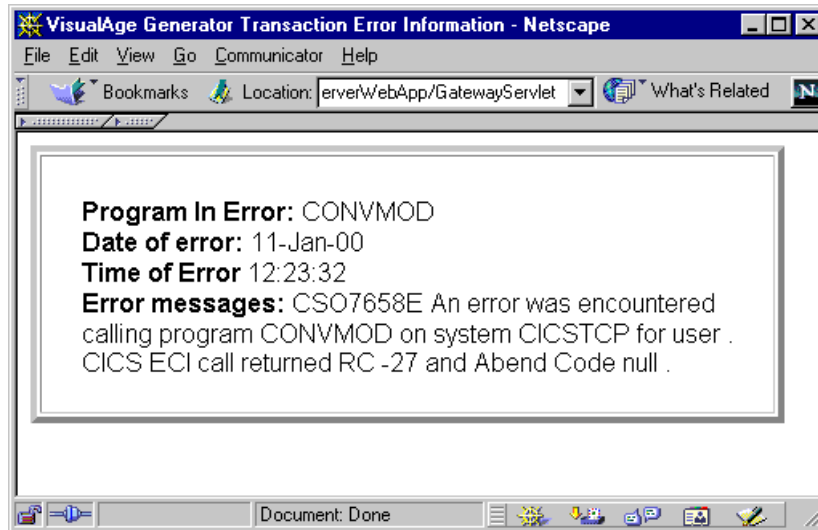 VisualAge Generator Transaction Error Information - Netscape
File Edit View Go Communicator Help
Bookmarks Location: erverWebApp/GatewayServlet What's Related N
Program In Error: CONVMOD
Date of error: 11-Jan-00
Time of Error 12:23:32
Error messages: CSO7658E An error was encountered
calling program CONVMOD on system CICSTCP for user .
CICS ECI call returned RC -27 and Abend Code null .
Document: Done